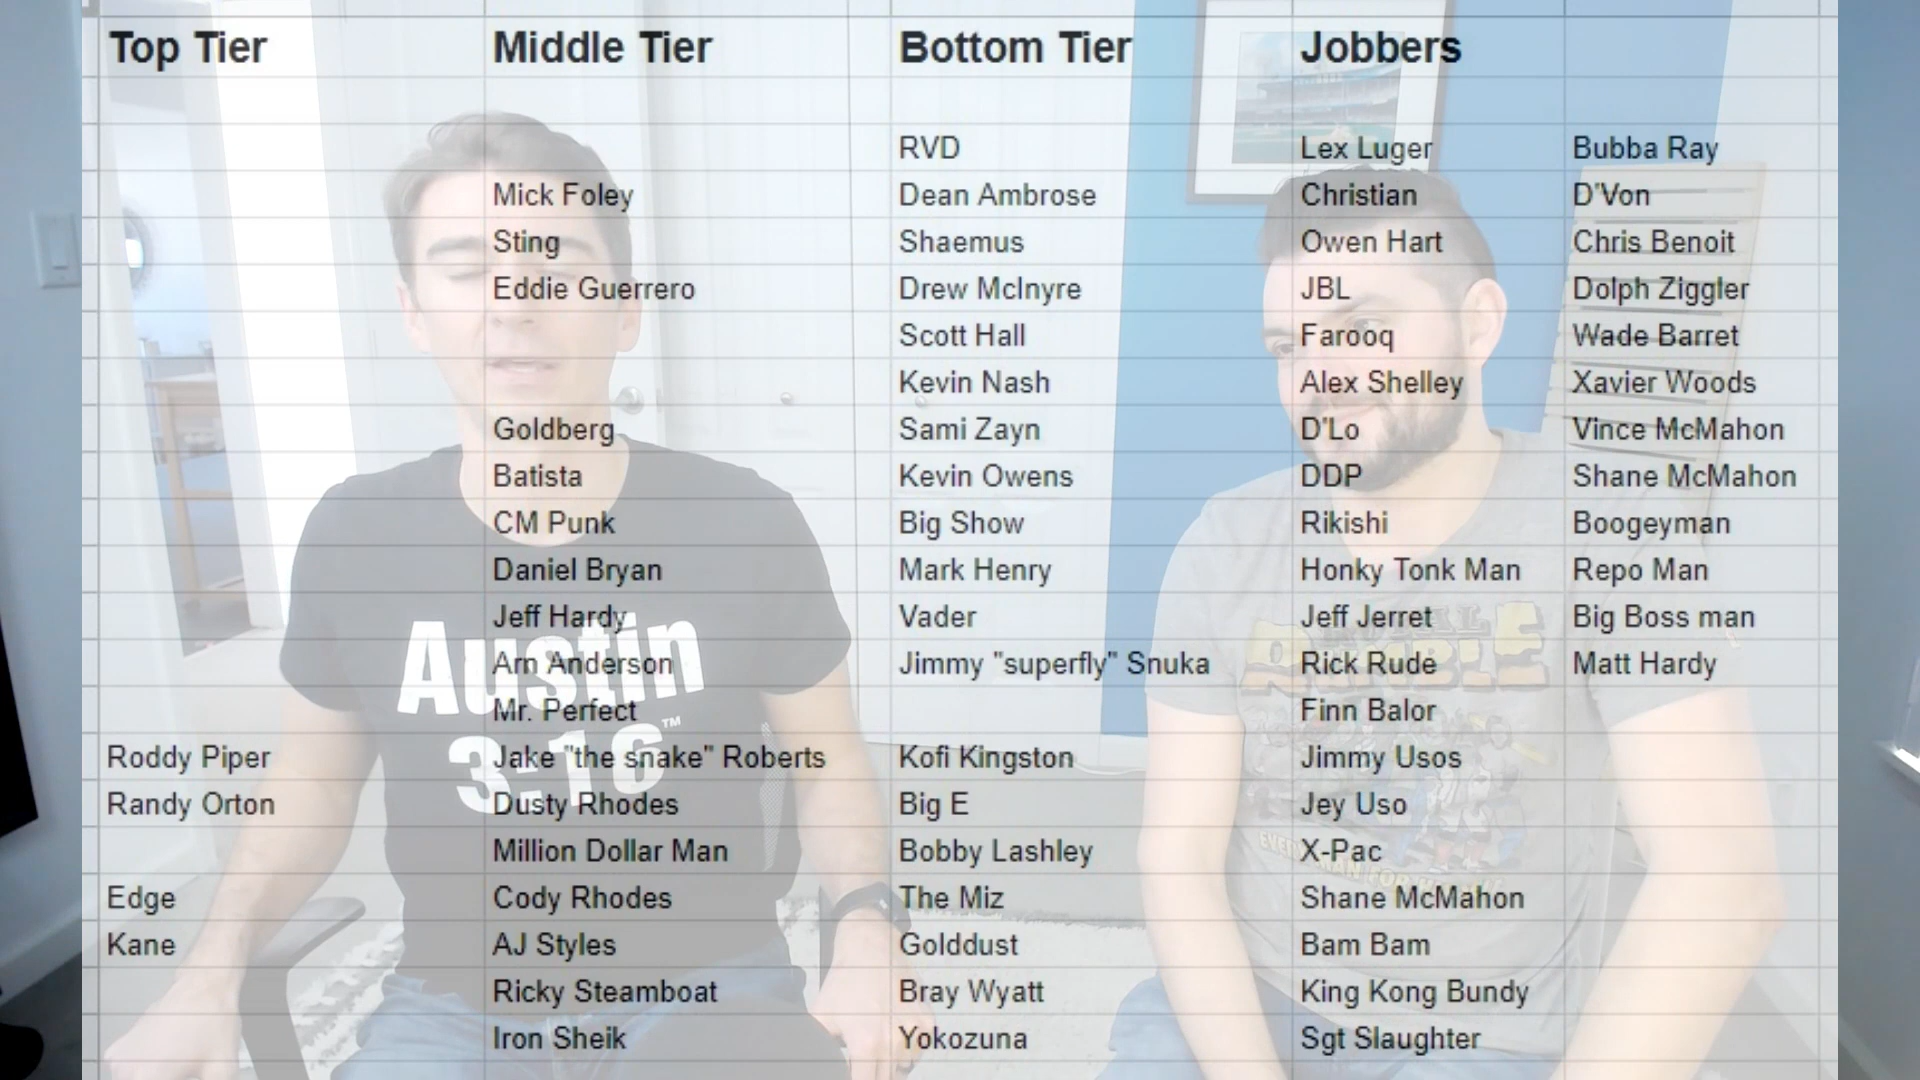 Top Tier Middle Tier Bottom Tier Jobbers
RVD Lex Luger Bubba Ray
Mick Foley Dean Ambrose Christian D'Von
Sting Shaemus Owen Hart Chris Benoit
Eddie Guerrero Drew McInyre JBL Dolph Ziggler
Scott Hall Farooq Wade Barret
Kevin Nash Alex Shelley Xavier Woods
Goldberg Sami Zayn D'Lo Vince McMahon
Batista Kevin Owens DDP Shane McMahon
CM Punk Big Show Rikishi Boogeyman
Daniel Bryan Mark Henry Honky Tonk Man Repo Man
Jeff Hardy Vader Jeff Jerret Big Boss man
Arn Anderson Jimmy "superfly" Snuka Rick Rude Matt Hardy
Mr. Perfect Finn Balor
Roddy Piper Jake "the snake" Roberts Kofi Kingston Jimmy Usos
Randy Orton Dusty Rhodes Big E Jey Uso
Million Dollar Man Bobby Lashley X-Pac
Edge Cody Rhodes The Miz Shane McMahon
Kane AJ Styles Golddust Bam Bam
Ricky Steamboat Bray Wyatt King Kong Bundy
Iron Sheik Yokozuna Sgt Slaughter
Austin
3:16™
RUMBLE